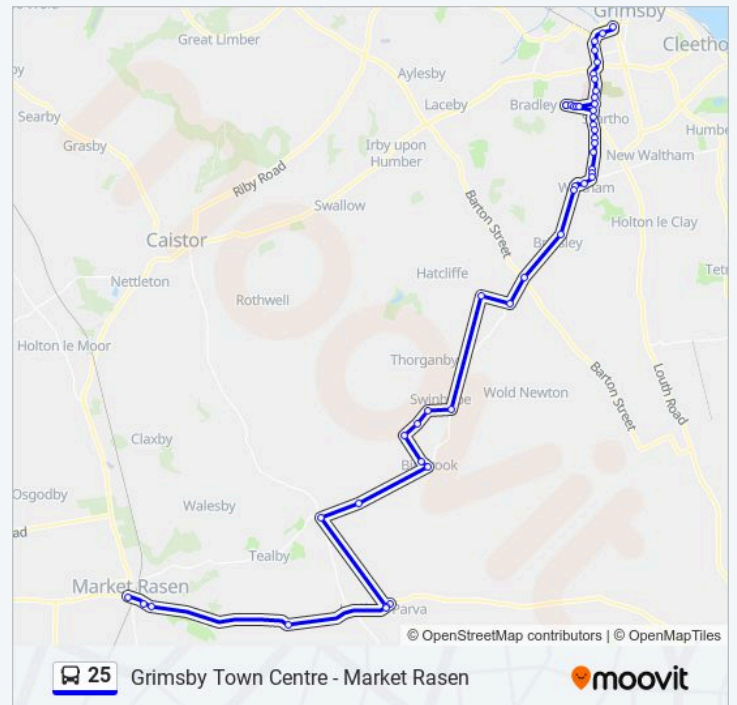 Grimsby
Great Limber
Cleetho
Aylesby
Laceby
Bradley
Searby
Grasby
Irby upon
Humber
Humbe
New Waltham
Riby Road
Swallow
Barton Street
Holton le Clay
Caistor
Hatcliffe
Tet
Nettleton
Rothwell
Holton le Moor
Thorganby
Wold Newton
Barton Street
Louth Road
Claxby
Osgodby
Walesby
ad
Tealby
Market Rasen
Parva
moovit
© OpenStreetMap contributors | © OpenMapTiles
25 Grimsby Town Centre - Market Rasen
moovit